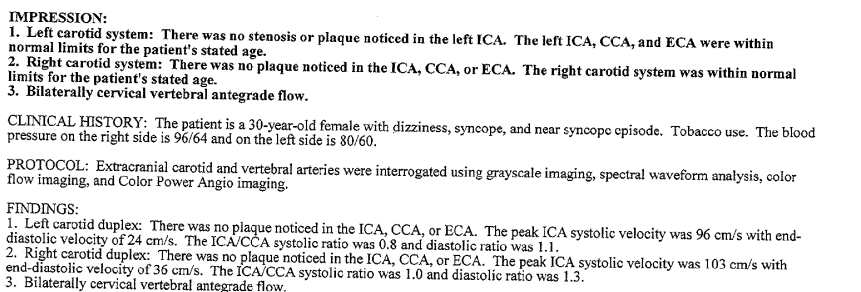 IMPRESSION:
1. Left carotid system: There was no stenosis or plaque noticed in the left ICA. The left ICA, CCA, and ECA were within
normal limits for the patient's stated age.
2. Right carotid system: There was no plaque noticed in the ICA, CCA, or ECA. The right carotid system was within normal
limits for the patient's stated age.
3. Bilaterally cervical vertebral antegrade flow.
CLINICAL HISTORY: The patient is a 30-year-old female with dizziness, syncope, and near syncope episode. Tobacco use. The blood
pressure on the right side is 96/64 and on the left side is 80/60.
PROTOCOL: Extracranial carotid and vertebral arteries were interrogated using grayscale imaging, spectral waveform analysis, color
flow imaging, and Color Power Angio imaging.
FINDINGS:
1. Left carotid duplex: There was no plaque noticed in the ICA, CCA, or ECA. The peak ICA systolic velocity was 96 cm/s with end-
diastolic velocity of 24 cm/s. The ICA/CCA systolic ratio was 0.8 and diastolic ratio was 1.1.
2. Right carotid duplex: There was no plaque noticed in the ICA, CCA, or ECA. The peak ICA systolic velocity was 103 cm/s with
end-diastolic velocity of 36 cm/s. The ICA/CCA systolic ratio was 1.0 and diastolic ratio was 1.3.
3. Bilaterally cervical vertebral antegrade flow.